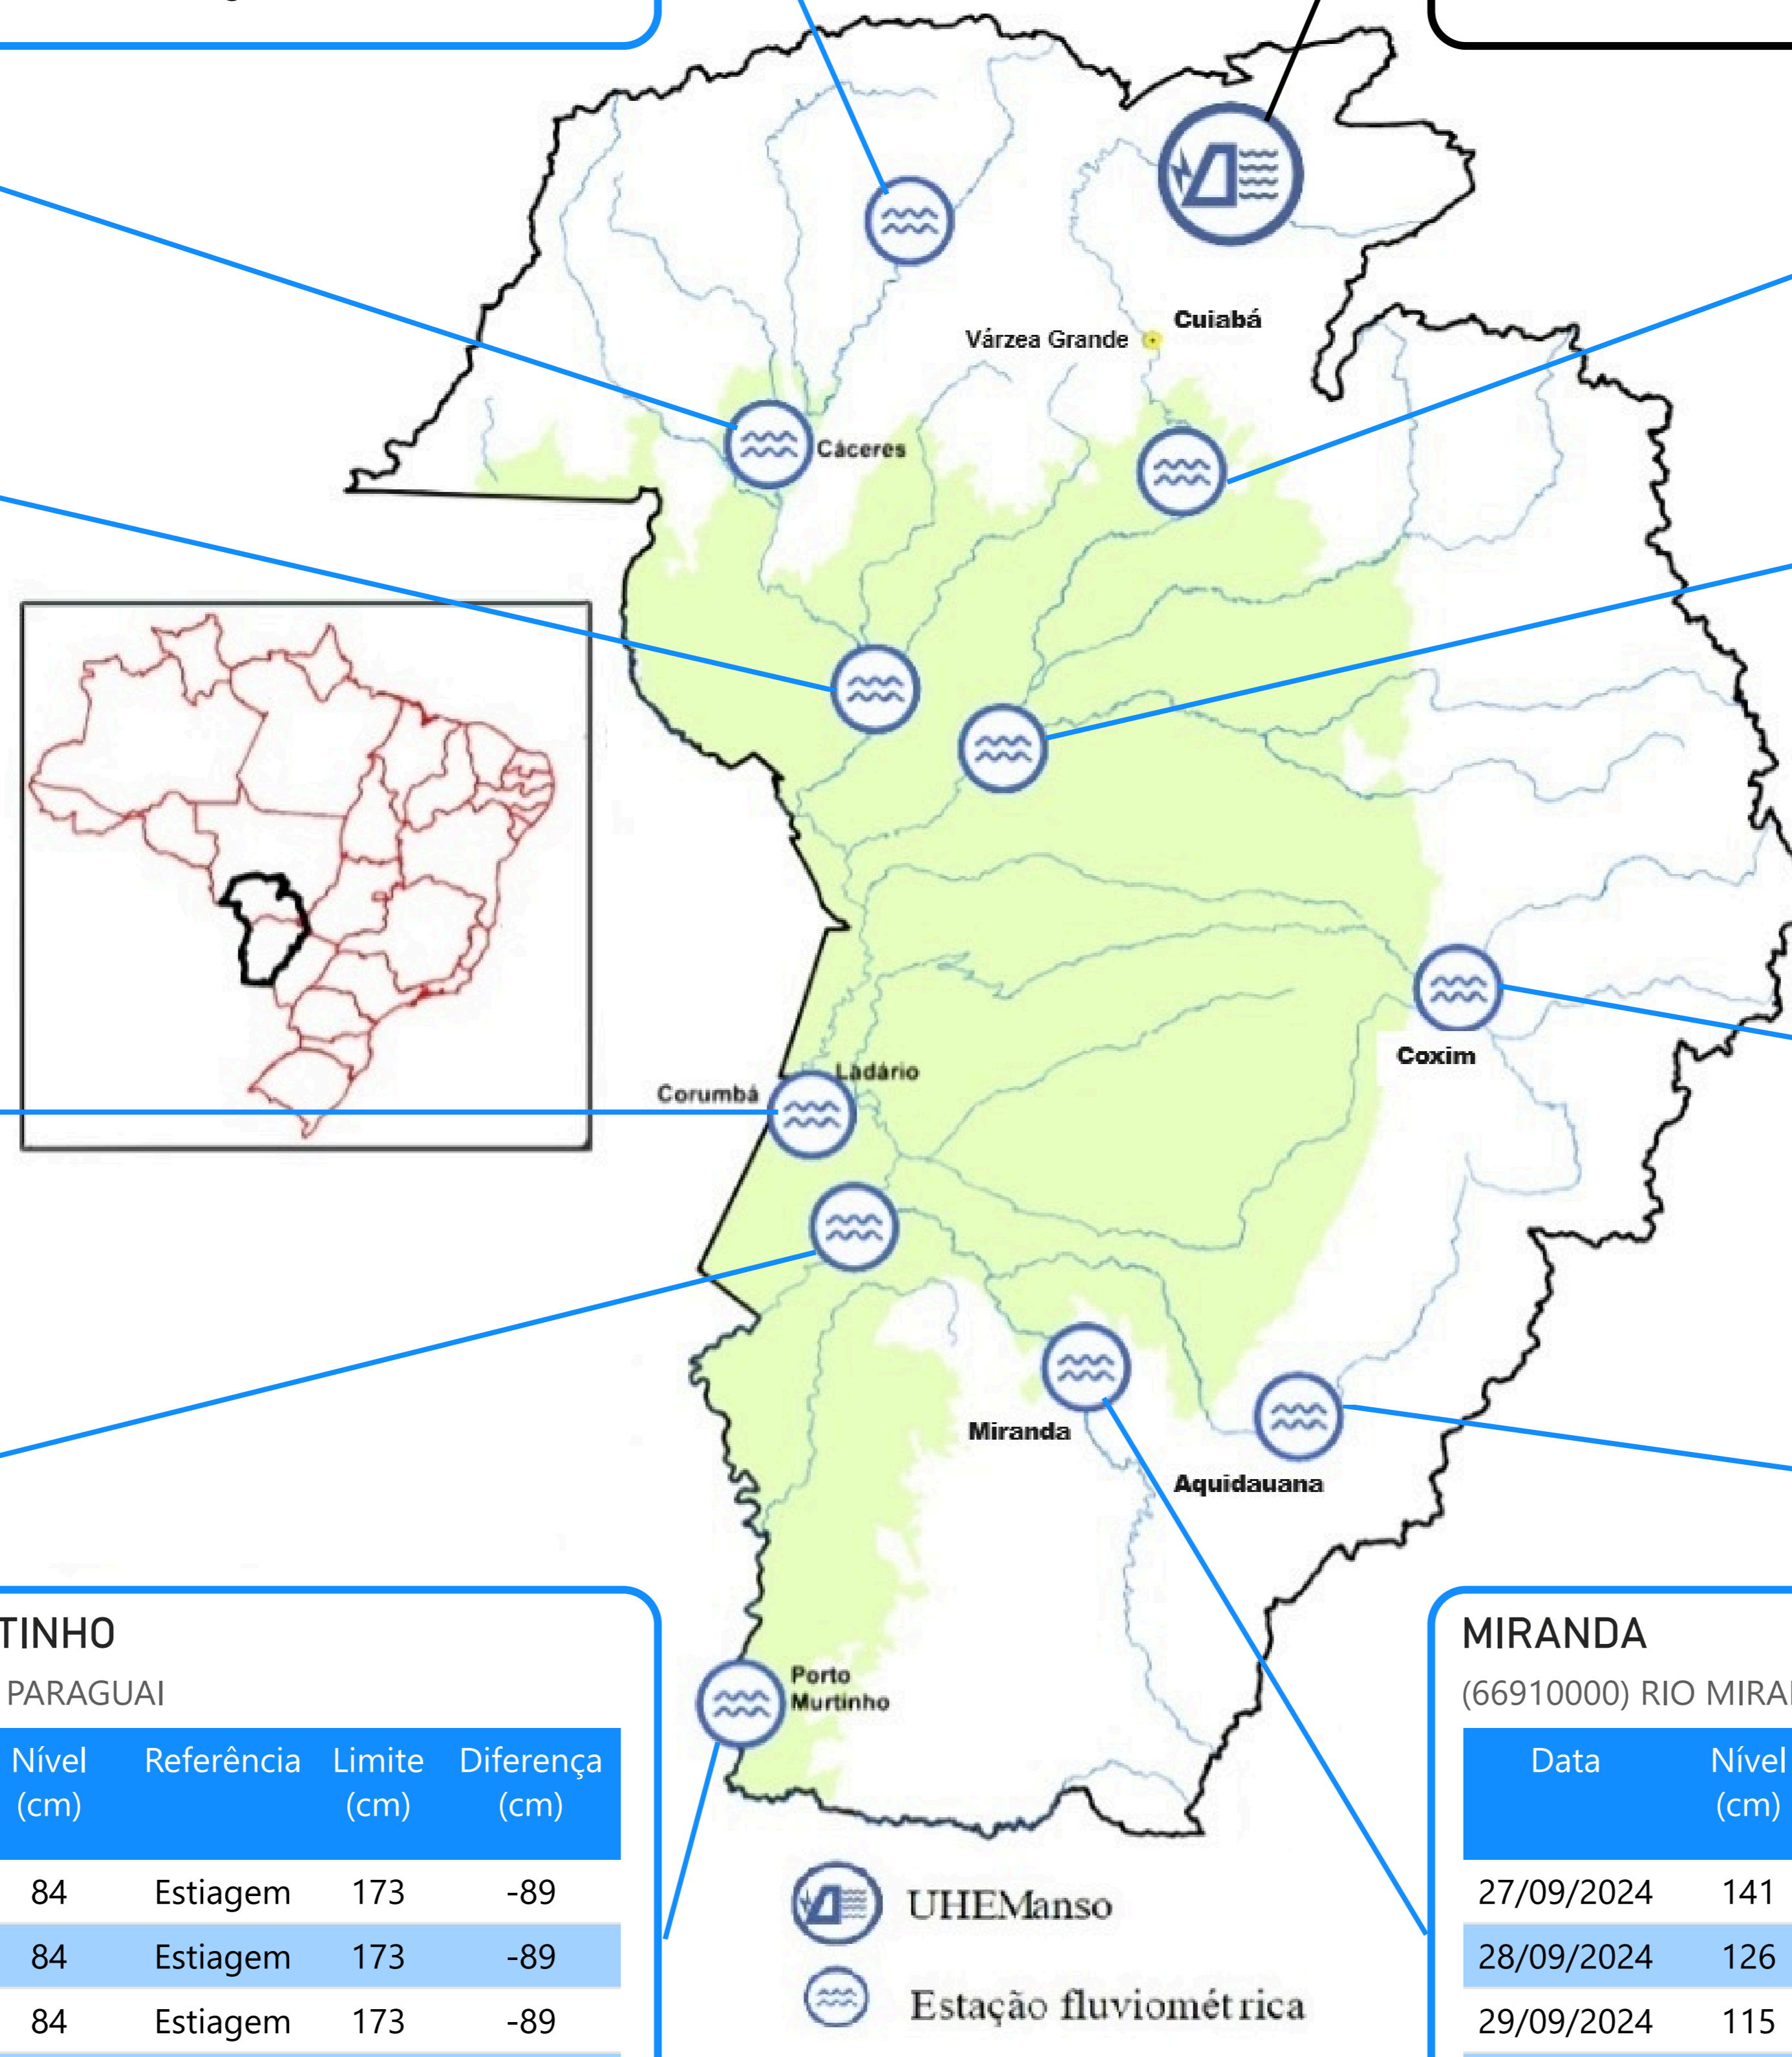 Cuiabá
Várzea Grande
Cáceres
Coxim
Ladário
Corumbá
Miranda
Aquidauana
Porto
Murtinho
TINHO
PARAGUAI
Nível (cm) Referência Limite (cm) Diferença (cm)
84 Estiagem 173 -89
84 Estiagem 173 -89
84 Estiagem 173 -89
UHEManso
Estação fluviométrica
MIRANDA
(66910000) RIO MIRA
Data Nível (cm)
27/09/2024 141
28/09/2024 126
29/09/2024 115